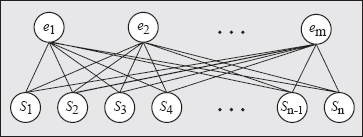 e1 e2 ... em
S1 S2 S3 S4 ... Sn-1 Sn